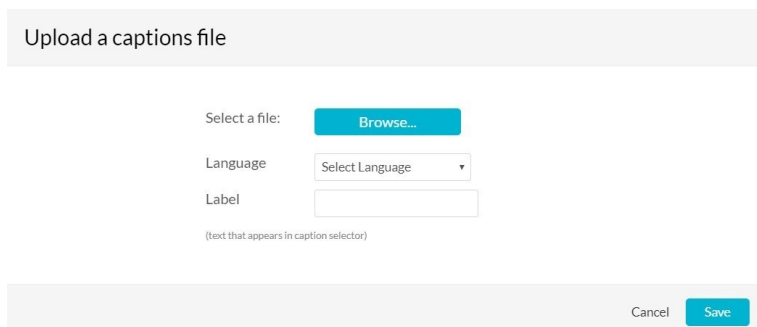 Upload a captions file
Select a file: Browse...
Language Select Language
Label
(text that appears in caption selector)
Cancel Save